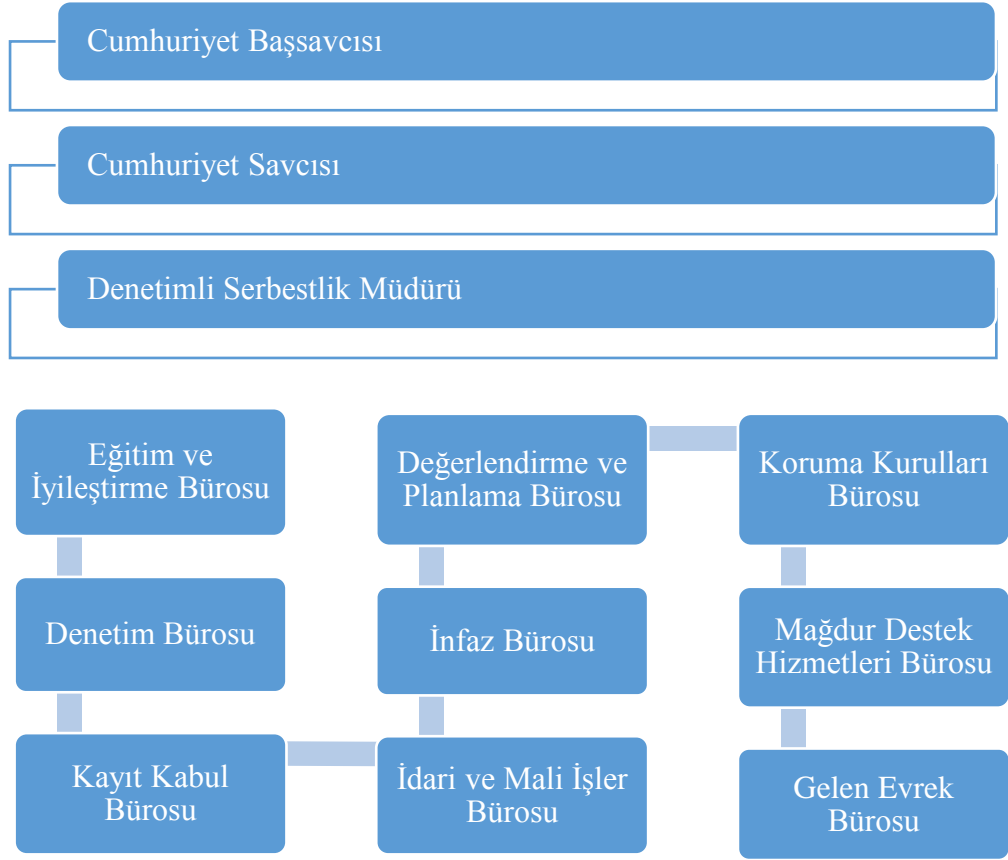 Cumhuriyet Başsavcısı
Cumhuriyet Savcısı
Denetimli Serbestlik Müdürü
Eğitim ve
İyileştirme Bürosu
Denetim Bürosu
Kayıt Kabul
Bürosu
İdari ve Mali İşler
Bürosu
İnfaz Bürosu
Değerlendirme ve
Planlama Bürosu
Koruma Kurulları
Bürosu
Mağdur Destek
Hizmetleri Bürosu
Gelen Evrek
Bürosu